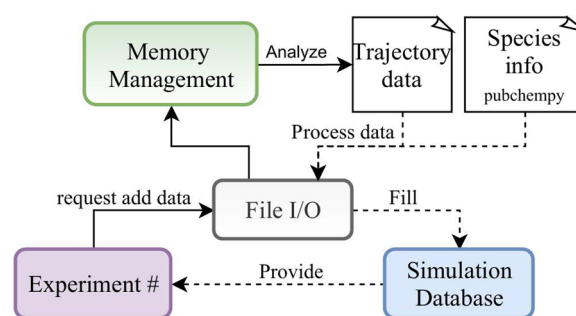 Memory
Management
Analyze
Trajectory
data
Species
info
pubchempy
Process data
request add data
File I/O
Fill
Experiment #
Provide
Simulation
Database